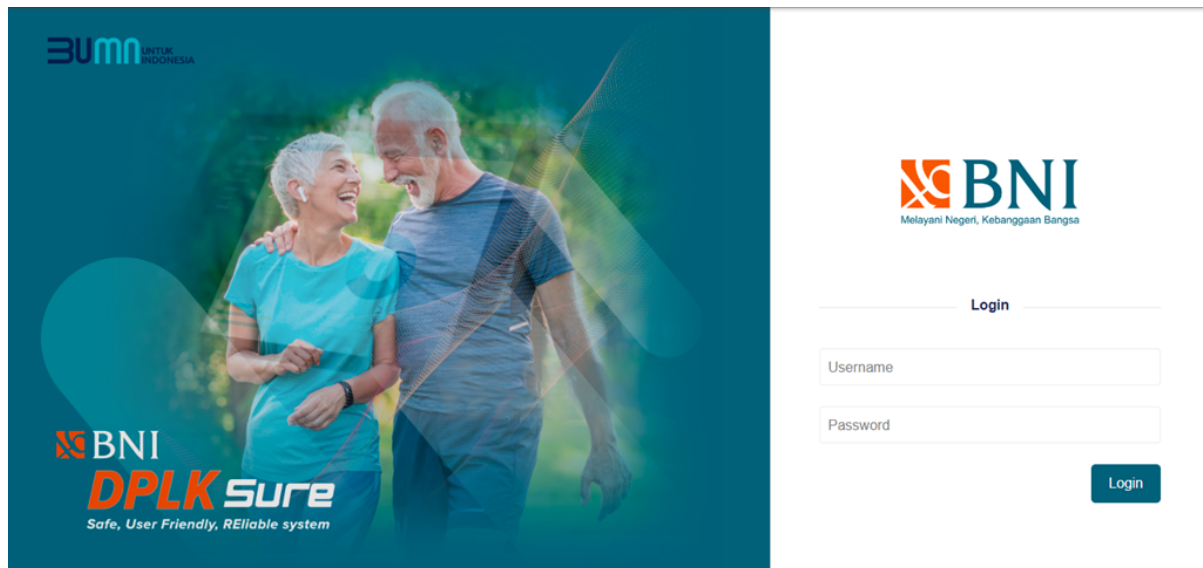 BUMN UNTUK
INDONESIA
BNI
DPLK Sure
Safe, User Friendly, REliable system
BNI
Melayani Negeri, Kebanggaan Bangsa
Login
Username
Password
Login